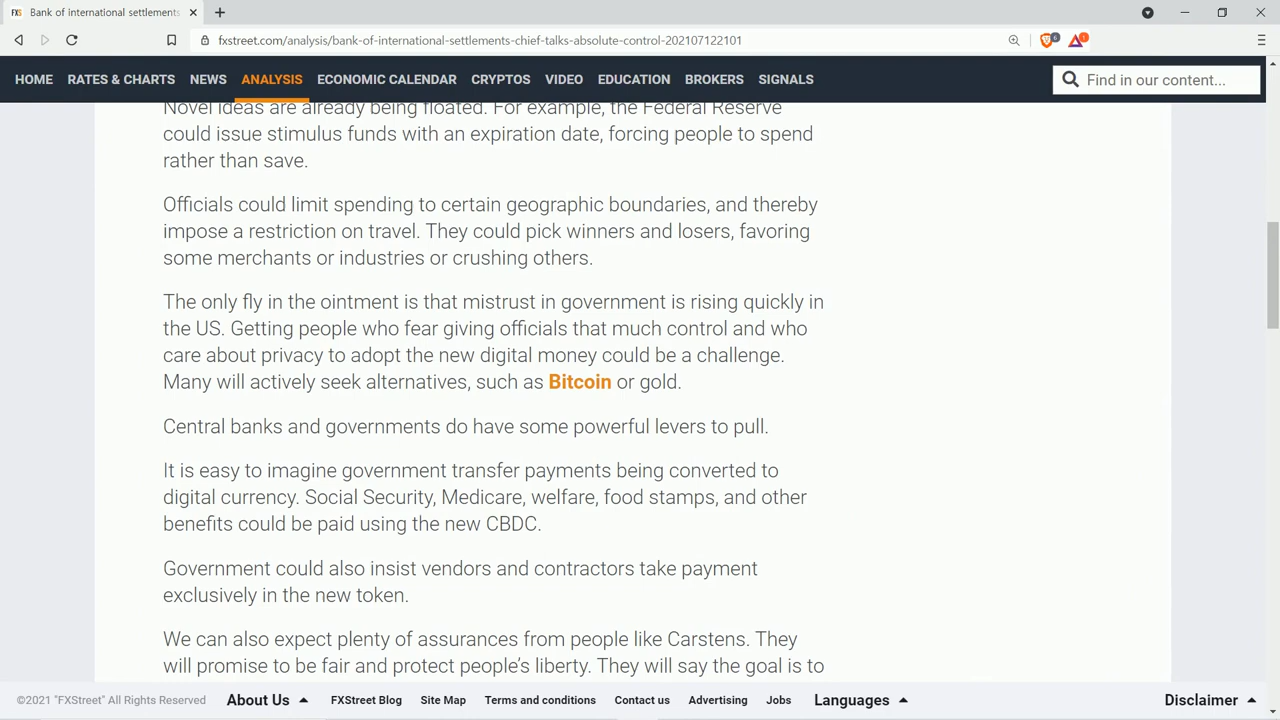 Bank of international settlements
fxstreet.com/analysis/bank-of-international-settlements-chief-talks-absolute-control-202107122101
6
1
HOME RATES & CHARTS NEWS ANALYSIS ECONOMIC CALENDAR CRYPTOS VIDEO EDUCATION BROKERS SIGNALS
Find in our content...
Novel ideas are already being floated. For example, the Federal Reserve
could issue stimulus funds with an expiration date, forcing people to spend
rather than save.
Officials could limit spending to certain geographic boundaries, and thereby
impose a restriction on travel. They could pick winners and losers, favoring
some merchants or industries or crushing others.
The only fly in the ointment is that mistrust in government is rising quickly in
the US. Getting people who fear giving officials that much control and who
care about privacy to adopt the new digital money could be a challenge.
Many will actively seek alternatives, such as Bitcoin or gold.
Central banks and governments do have some powerful levers to pull.
It is easy to imagine government transfer payments being converted to
digital currency. Social Security, Medicare, welfare, food stamps, and other
benefits could be paid using the new CBDC.
Government could also insist vendors and contractors take payment
exclusively in the new token.
We can also expect plenty of assurances from people like Carstens. They
will promise to be fair and protect people's liberty. They will say the goal is to
©2021 "FXStreet" All Rights Reserved About Us FXStreet Blog Site Map Terms and conditions Contact us Advertising Jobs Languages Disclaimer